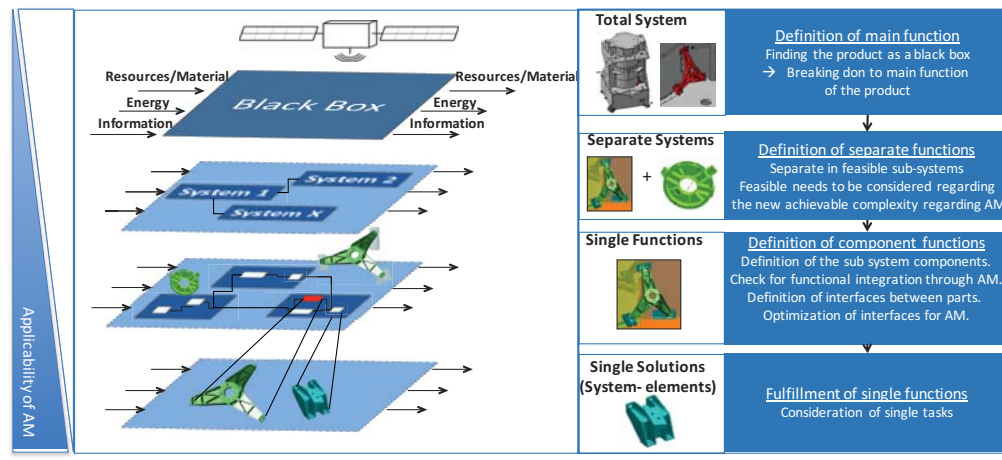 Applicability of AM
Resources/Material
Energy
Information
Black Box
Resources/Material
Energy
Information
System 1
System 2
System X
Total System
Definition of main function
Finding the product as a black box
→ Breaking don to main function
of the product
Separate Systems
+
Definition of separate functions
Separate in feasible sub-systems
Feasible needs to be considered regarding
the new achievable complexity regarding AM
Single Functions
Definition of component functions
Definition of the sub system components.
Check for functional integration through AM.
Definition of interfaces between parts.
Optimization of interfaces for AM.
Single Solutions
(System- elements)
Fulfillment of single functions
Consideration of single tasks